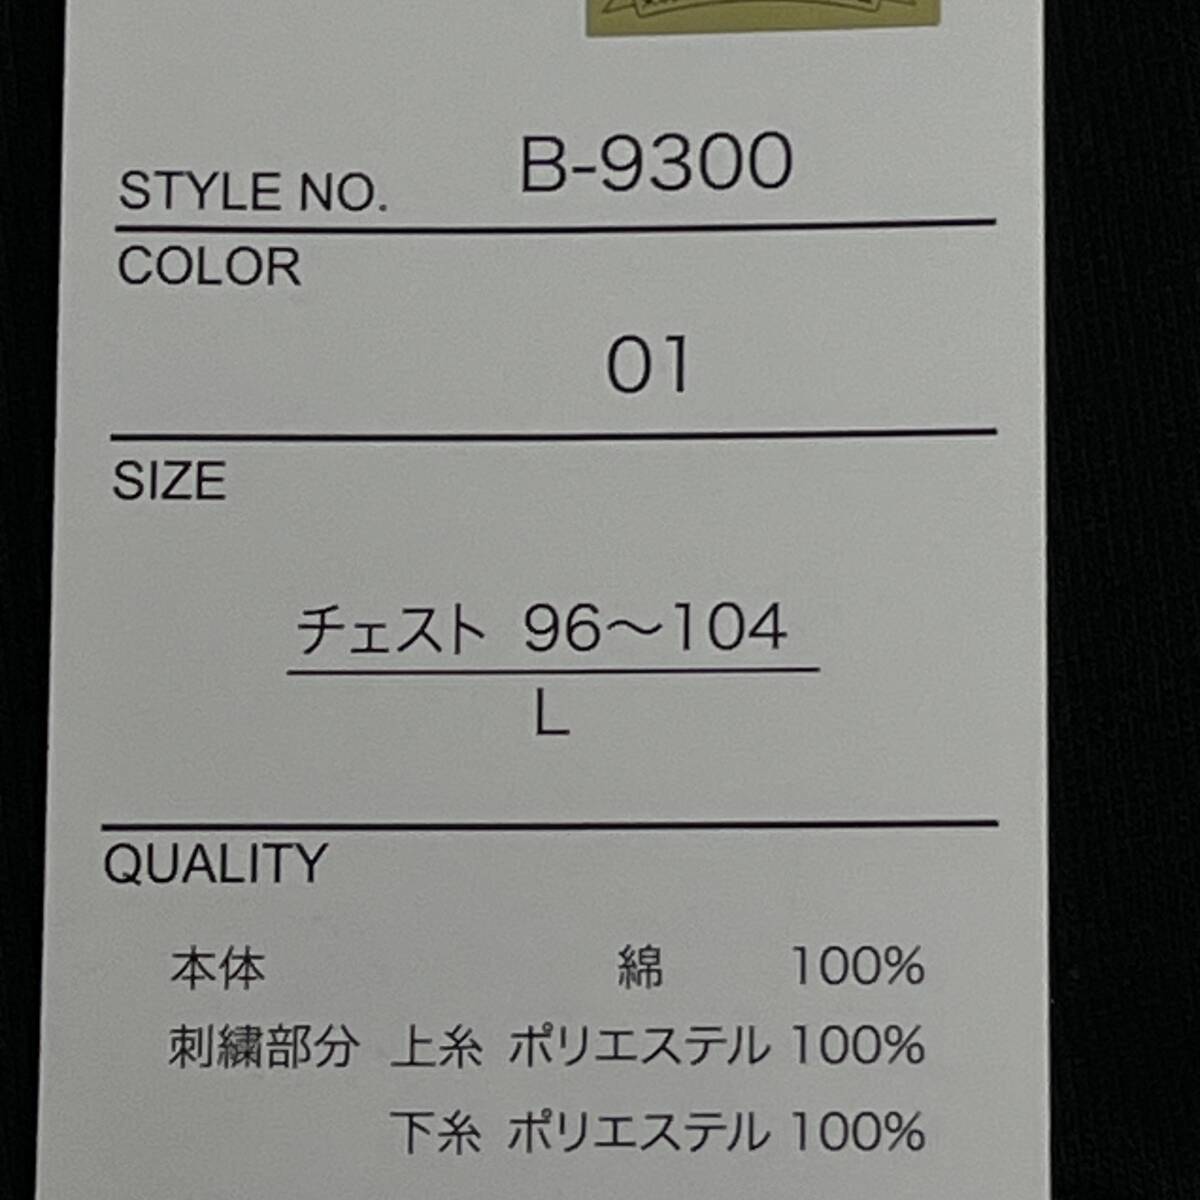 STYLE NO. B-9300
COLOR
01
SIZE
チェスト 96〜104
L
QUALITY
本体 綿 100%
刺繍部分 上糸 ポリエステル 100%
下糸 ポリエステル 100%